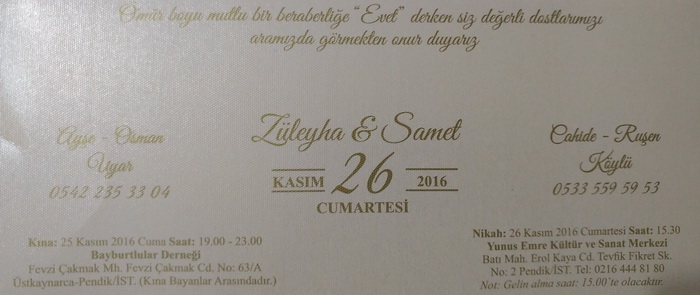 Ömür boyu mutlu bir beraberliğe "Evet" derken siz değerli dostlarımızı
aramızda görmekten onur duyarız
Ayşe - Osman
Uyar
0542 235 33 04
Züleyha & Samet
KASIM 26 2016
CUMARTESİ
Cahide - Ruşen
Köylü
0533 559 59 53
Kına: 25 Kasım 2016 Cuma Saat: 19.00 - 23.00
Bayburtlular Derneği
Fevzi Çakmak Mh. Fevzi Çakmak Cd. No: 63/A
Üstkaynarca-Pendik/İST. (Kına Bayanlar Arasındadır.)
Nikah: 26 Kasım 2016 Cumartesi Saat: 15.30
Yunus Emre Kültür ve Sanat Merkezi
Batı Mah. Erol Kaya Cd. Tevfik Fikret Sk.
No: 2 Pendik/İST. Tel: 0216 444 81 80
Not: Gelin alma saat: 15.00'te olacaktır.